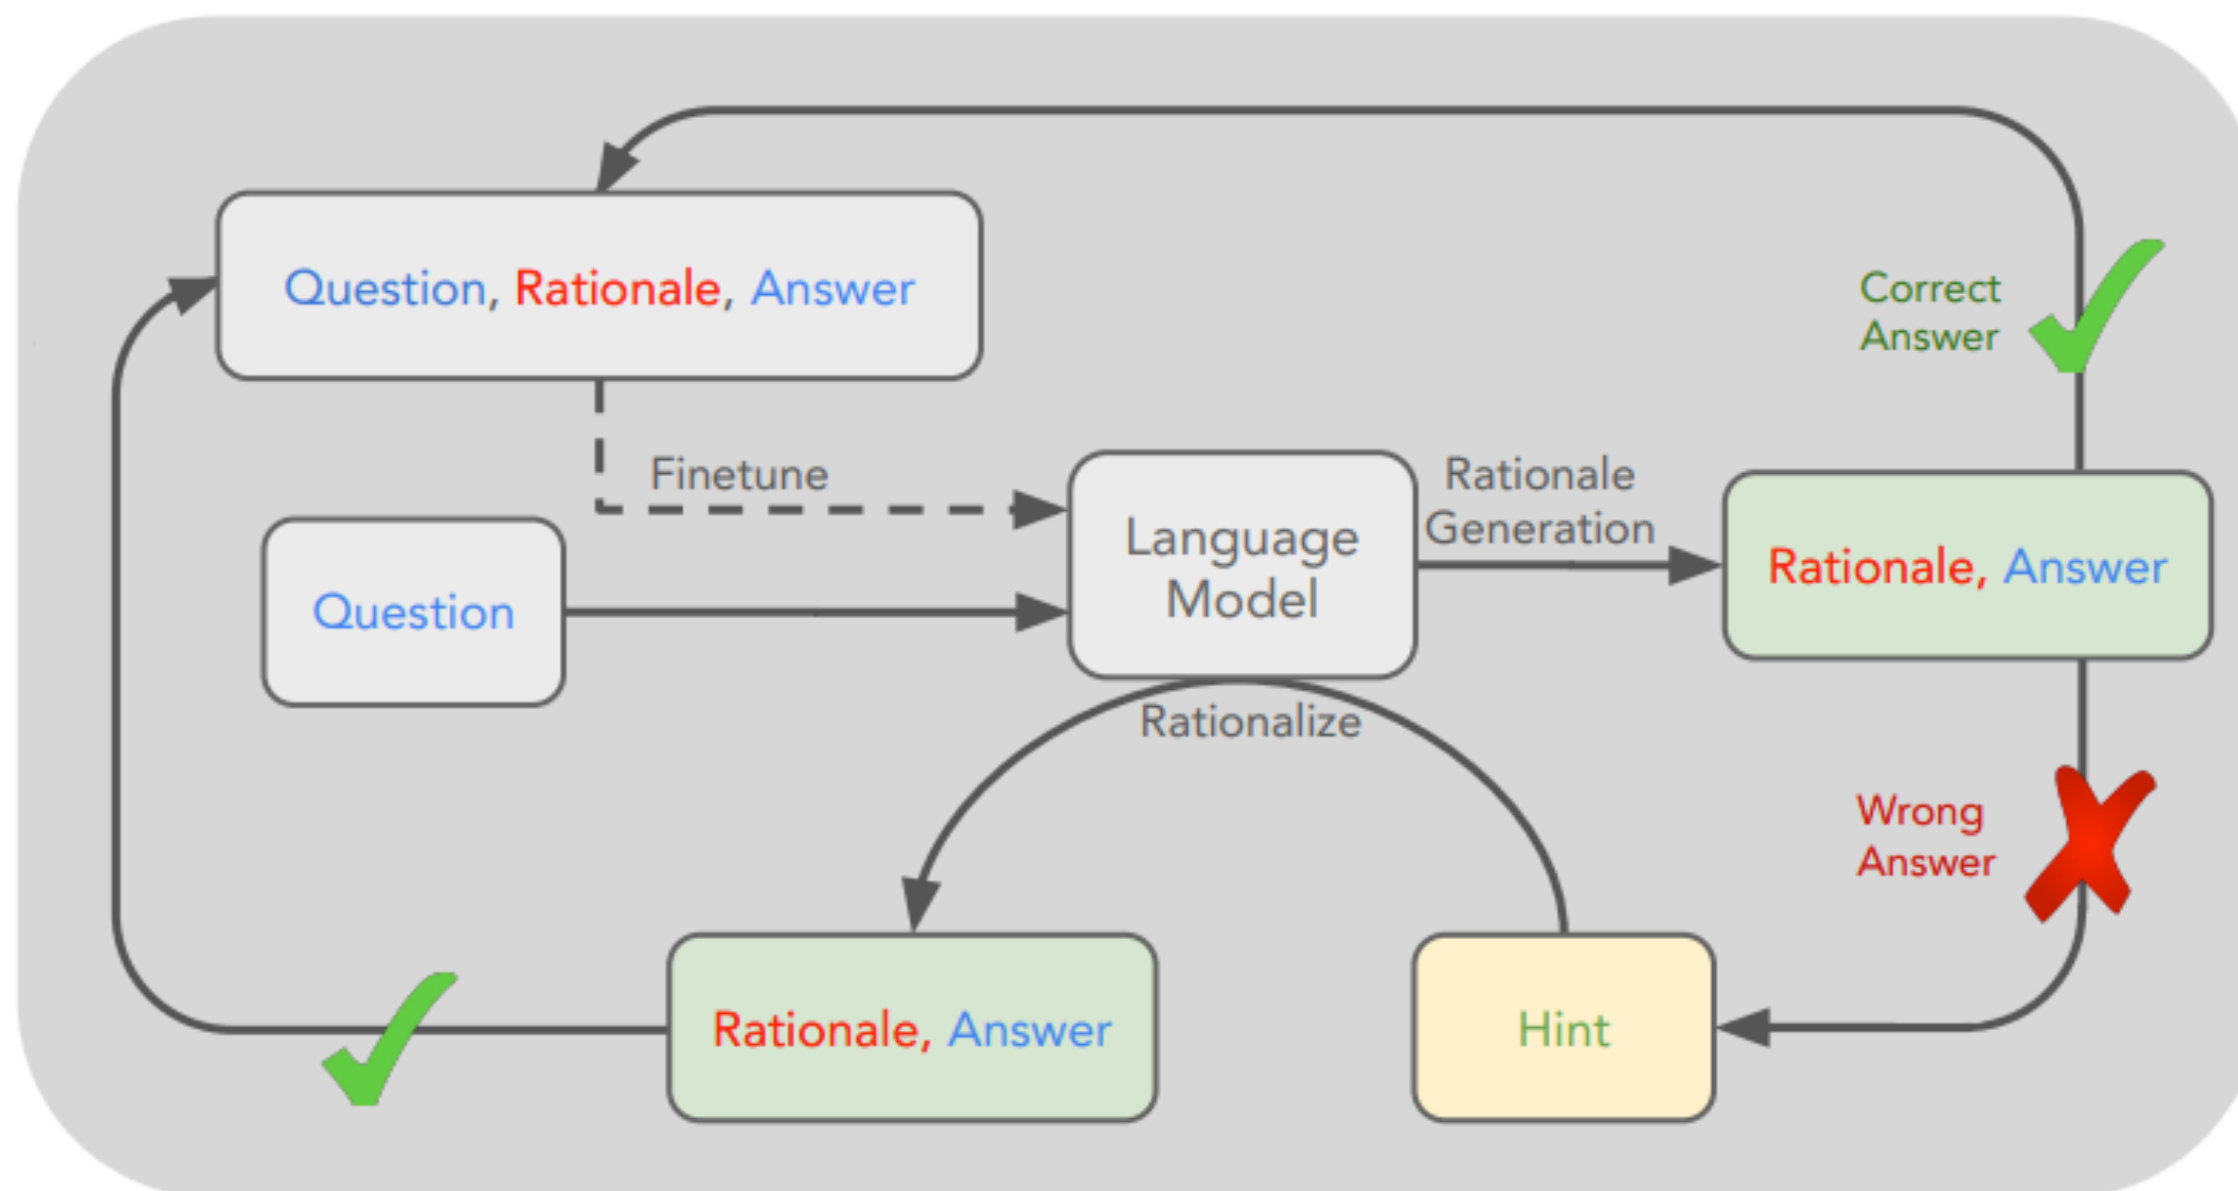 Question, Rationale, Answer
Correct
Answer
Finetune
Rationale
Generation
Language
Model
Rationale, Answer
Question
Rationalize
Wrong
Answer
Rationale, Answer
Hint